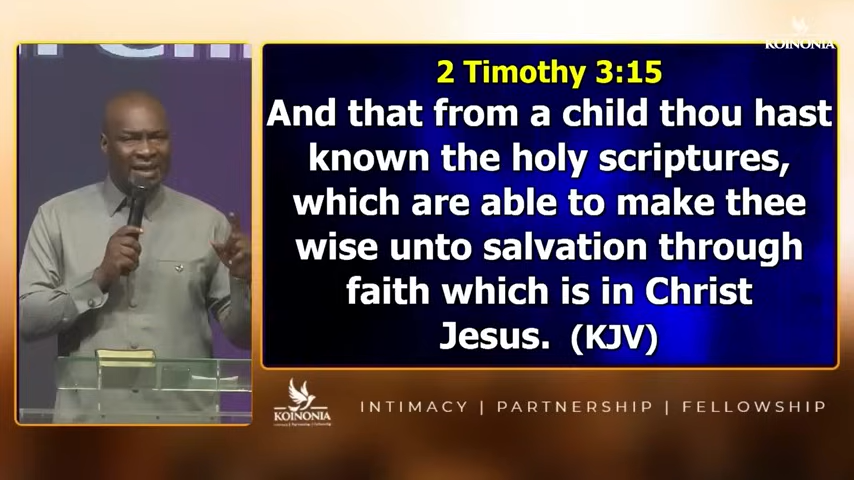 KOINONIA
2 Timothy 3:15
And that from a child thou hast
known the holy scriptures,
which are able to make thee
wise unto salvation through
faith which is in Christ
Jesus. (KJV)
KOINONIA
INTIMACY | PARTNERSHIP | FELLOWSHIP